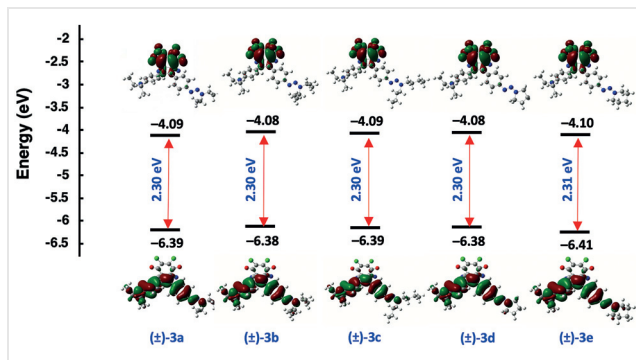 Energy (eV)
-2
-2.5
-3
-3.5
-4
-4.5
-5
-5.5
-6
-6.5
−4.09 −4.08 −4.09 −4.08 −4.10
2.30 eV 2.30 eV 2.30 eV 2.30 eV 2.31 eV
−6.39 −6.38 −6.39 −6.38 −6.41
(±)-3a (±)-3b (±)-3c (±)-3d (±)-3e